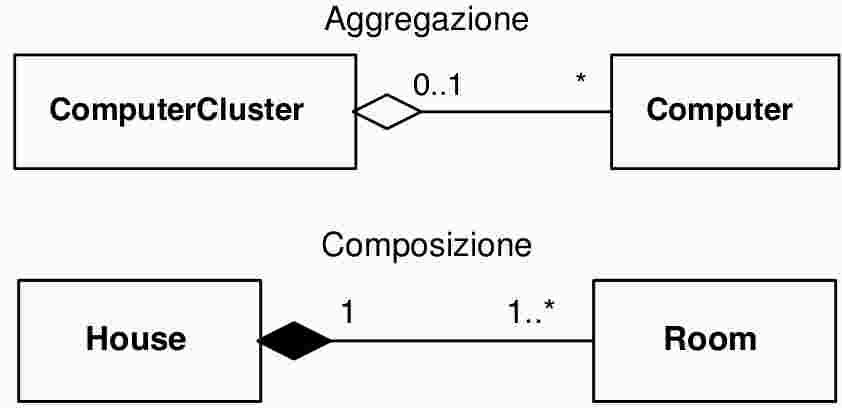 Aggregazione
ComputerCluster 0..1 * Computer
Composizione
House 1 1..* Room